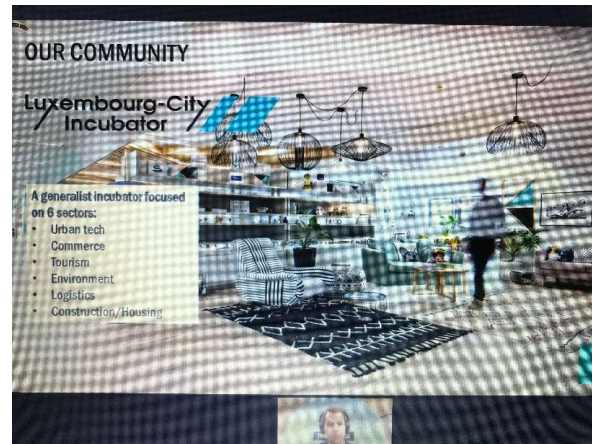 OUR COMMUNITY
Luxembourg-City
Incubator
A generalist incubator focused
on 6 sectors:
• Urban tech
• Commerce
• Tourism
• Environment
• Logistics
• Construction/Housing